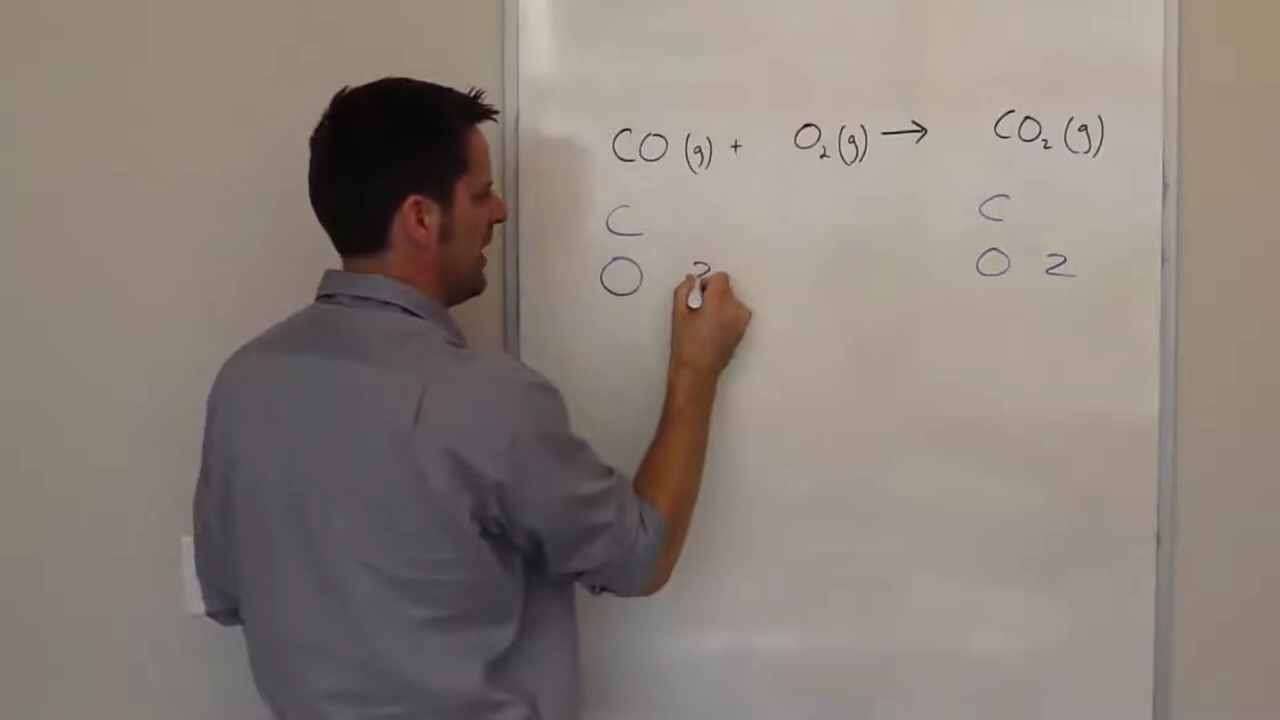 CO (g) + O₂ (g) → CO₂ (g)
C C
O O 2